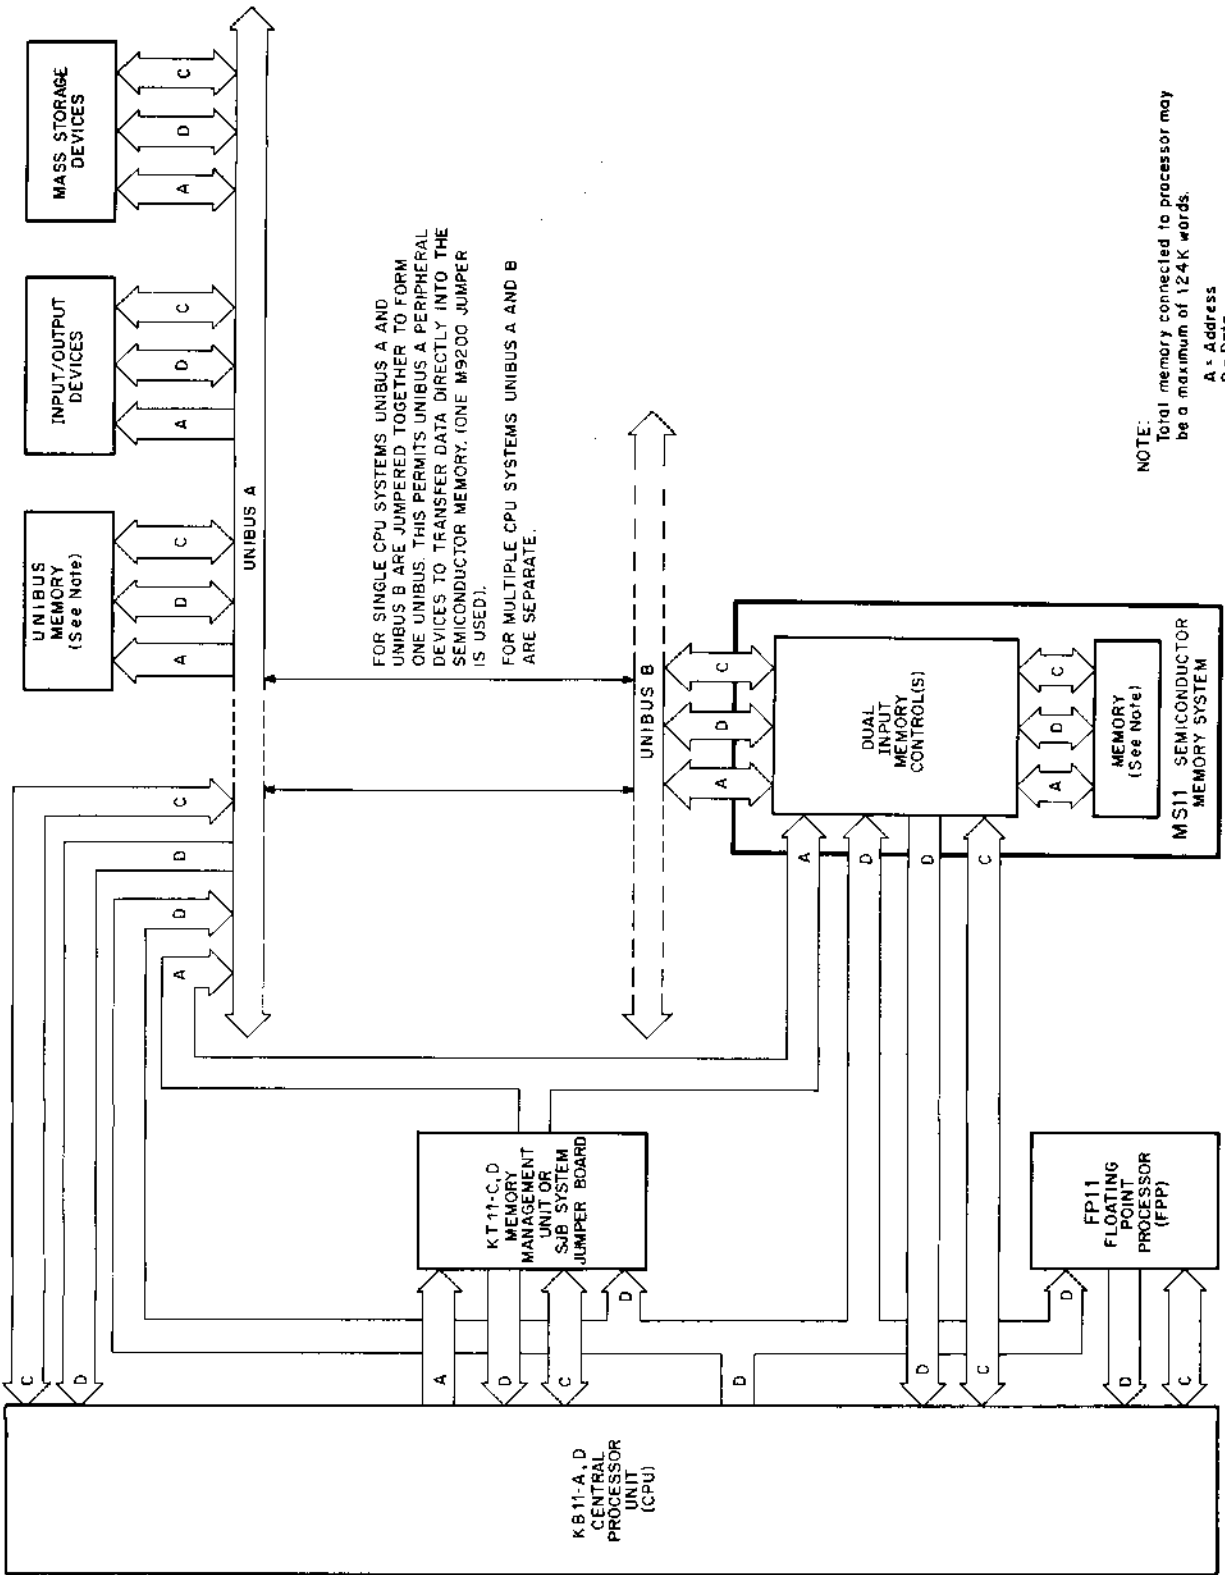 MASS STORAGE
DEVICES
INPUT/OUTPUT
DEVICES
UNIBUS
MEMORY
(See Note)
A
D
C
A
D
C
A
D
C
UNIBUS A
C
D
D
A
FOR SINGLE CPU SYSTEMS UNIBUS A AND
UNIBUS B ARE JUMPERED TOGETHER TO FORM
ONE UNIBUS. THIS PERMITS UNIBUS A PERIPHERAL
DEVICES TO TRANSFER DATA DIRECTLY INTO THE
SEMICONDUCTOR MEMORY. (ONE M9200 JUMPER
IS USED).
FOR MULTIPLE CPU SYSTEMS UNIBUS A AND B
ARE SEPARATE.
UNIBUS B
A
D
C
DUAL
INPUT
MEMORY
CONTROL(S)
A
D
C
MEMORY
(See Note)
MS11 SEMICONDUCTOR
MEMORY SYSTEM
A
D
D
C
KT11-C,D
MEMORY
MANAGEMENT
UNIT OR
SJB SYSTEM
JUMPER BOARD
FP11
FLOATING
POINT
PROCESSOR
(FPP)
C
D
A
D
C
D
D
D
C
D
D
C
KB11-A,D
CENTRAL
PROCESSOR
UNIT
(CPU)
NOTE:
Total memory connected to processor may
be a maximum of 124K words.
A = Address
D = Data